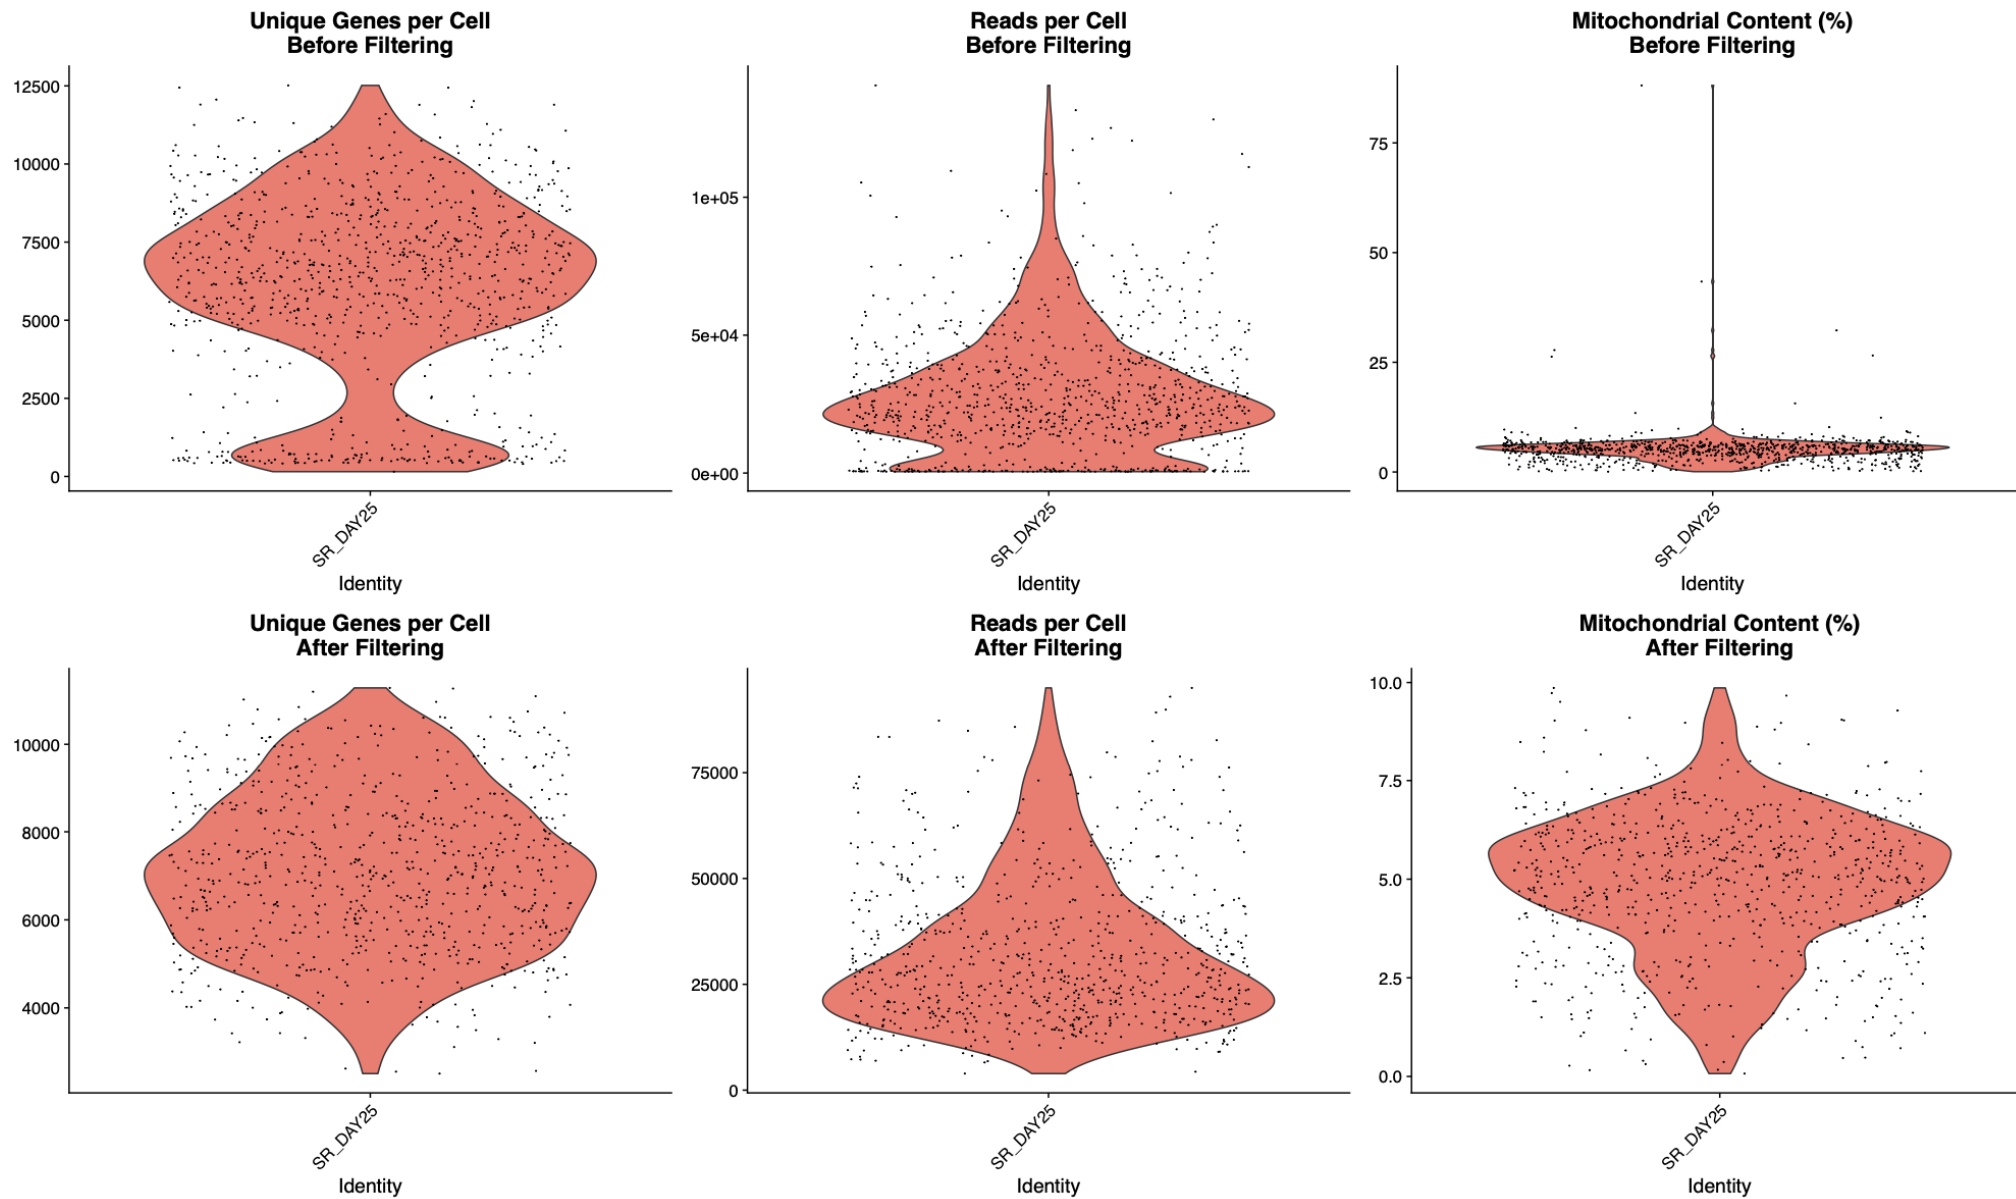 Unique Genes per Cell
Before Filtering
12500
10000
7500
5000
2500
0
SR_DAY25
Identity
Reads per Cell
Before Filtering
1e+05
5e+04
0e+00
SR_DAY25
Identity
Mitochondrial Content (%)
Before Filtering
75
50
25
0
SR_DAY25
Identity
Unique Genes per Cell
After Filtering
10000
8000
6000
4000
SR_DAY25
Identity
Reads per Cell
After Filtering
75000
50000
25000
0
SR_DAY25
Identity
Mitochondrial Content (%)
After Filtering
10.0
7.5
5.0
2.5
0.0
SR_DAY25
Identity